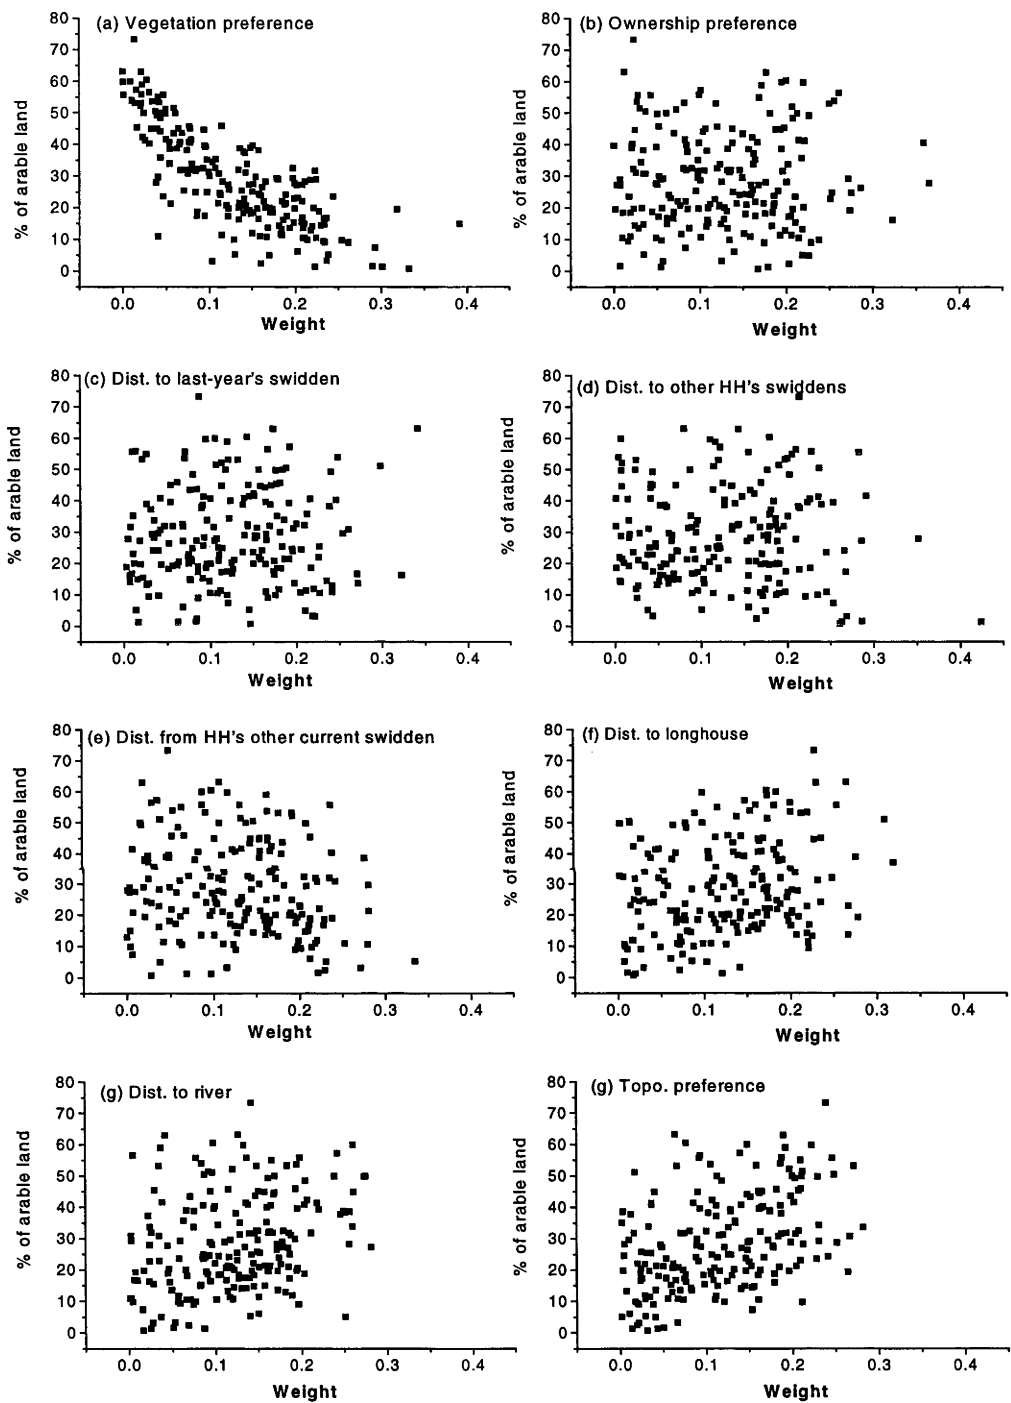 (a) Vegetation preference
80
70
60
50
40
30
20
10
0
% of arable land
0.0 0.1 0.2 0.3 0.4
Weight
(b) Ownership preference
80
70
60
50
40
30
20
10
0
% of arable land
0.0 0.1 0.2 0.3 0.4
Weight
(c) Dist. to last-year's swidden
80
70
60
50
40
30
20
10
0
% of arable land
0.0 0.1 0.2 0.3 0.4
Weight
(d) Dist. to other HH's swiddens
80
70
60
50
40
30
20
10
0
% of arable land
0.0 0.1 0.2 0.3 0.4
Weight
(e) Dist. from HH's other current swidden
80
70
60
50
40
30
20
10
0
% of arable land
0.0 0.1 0.2 0.3 0.4
Weight
(f) Dist. to longhouse
80
70
60
50
40
30
20
10
0
% of arable land
0.0 0.1 0.2 0.3 0.4
Weight
(g) Dist. to river
80
70
60
50
40
30
20
10
0
% of arable land
0.0 0.1 0.2 0.3 0.4
Weight
(g) Topo. preference
80
70
60
50
40
30
20
10
0
% of arable land
0.0 0.1 0.2 0.3 0.4
Weight